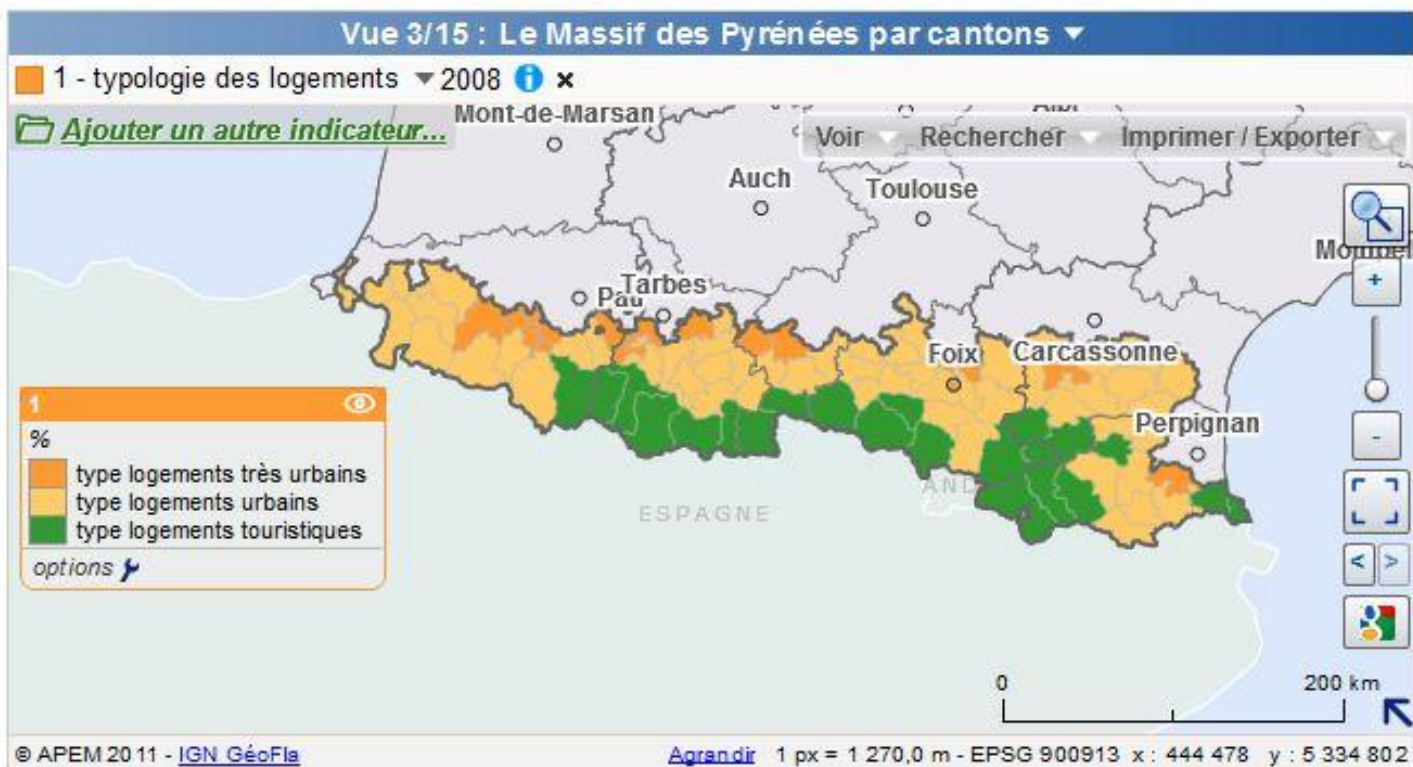 Vue 3/15 : Le Massif des Pyrénées par cantons
1 - typologie des logements 2008
Ajouter un autre indicateur...
Voir Rechercher Imprimer / Exporter
Mont-de-Marsan
Albi
Auch
Toulouse
Montpel
Pau
Tarbes
Foix
Carcassonne
Perpignan
AND
ESPAGNE
+
-
< >
1
%
type logements très urbains
type logements urbains
type logements touristiques
options
0 200 km
© APEM 2011 - IGN GéoFla Agrandir 1 px = 1 270,0 m - EPSG 900913 x : 444 478 y : 5 334 802